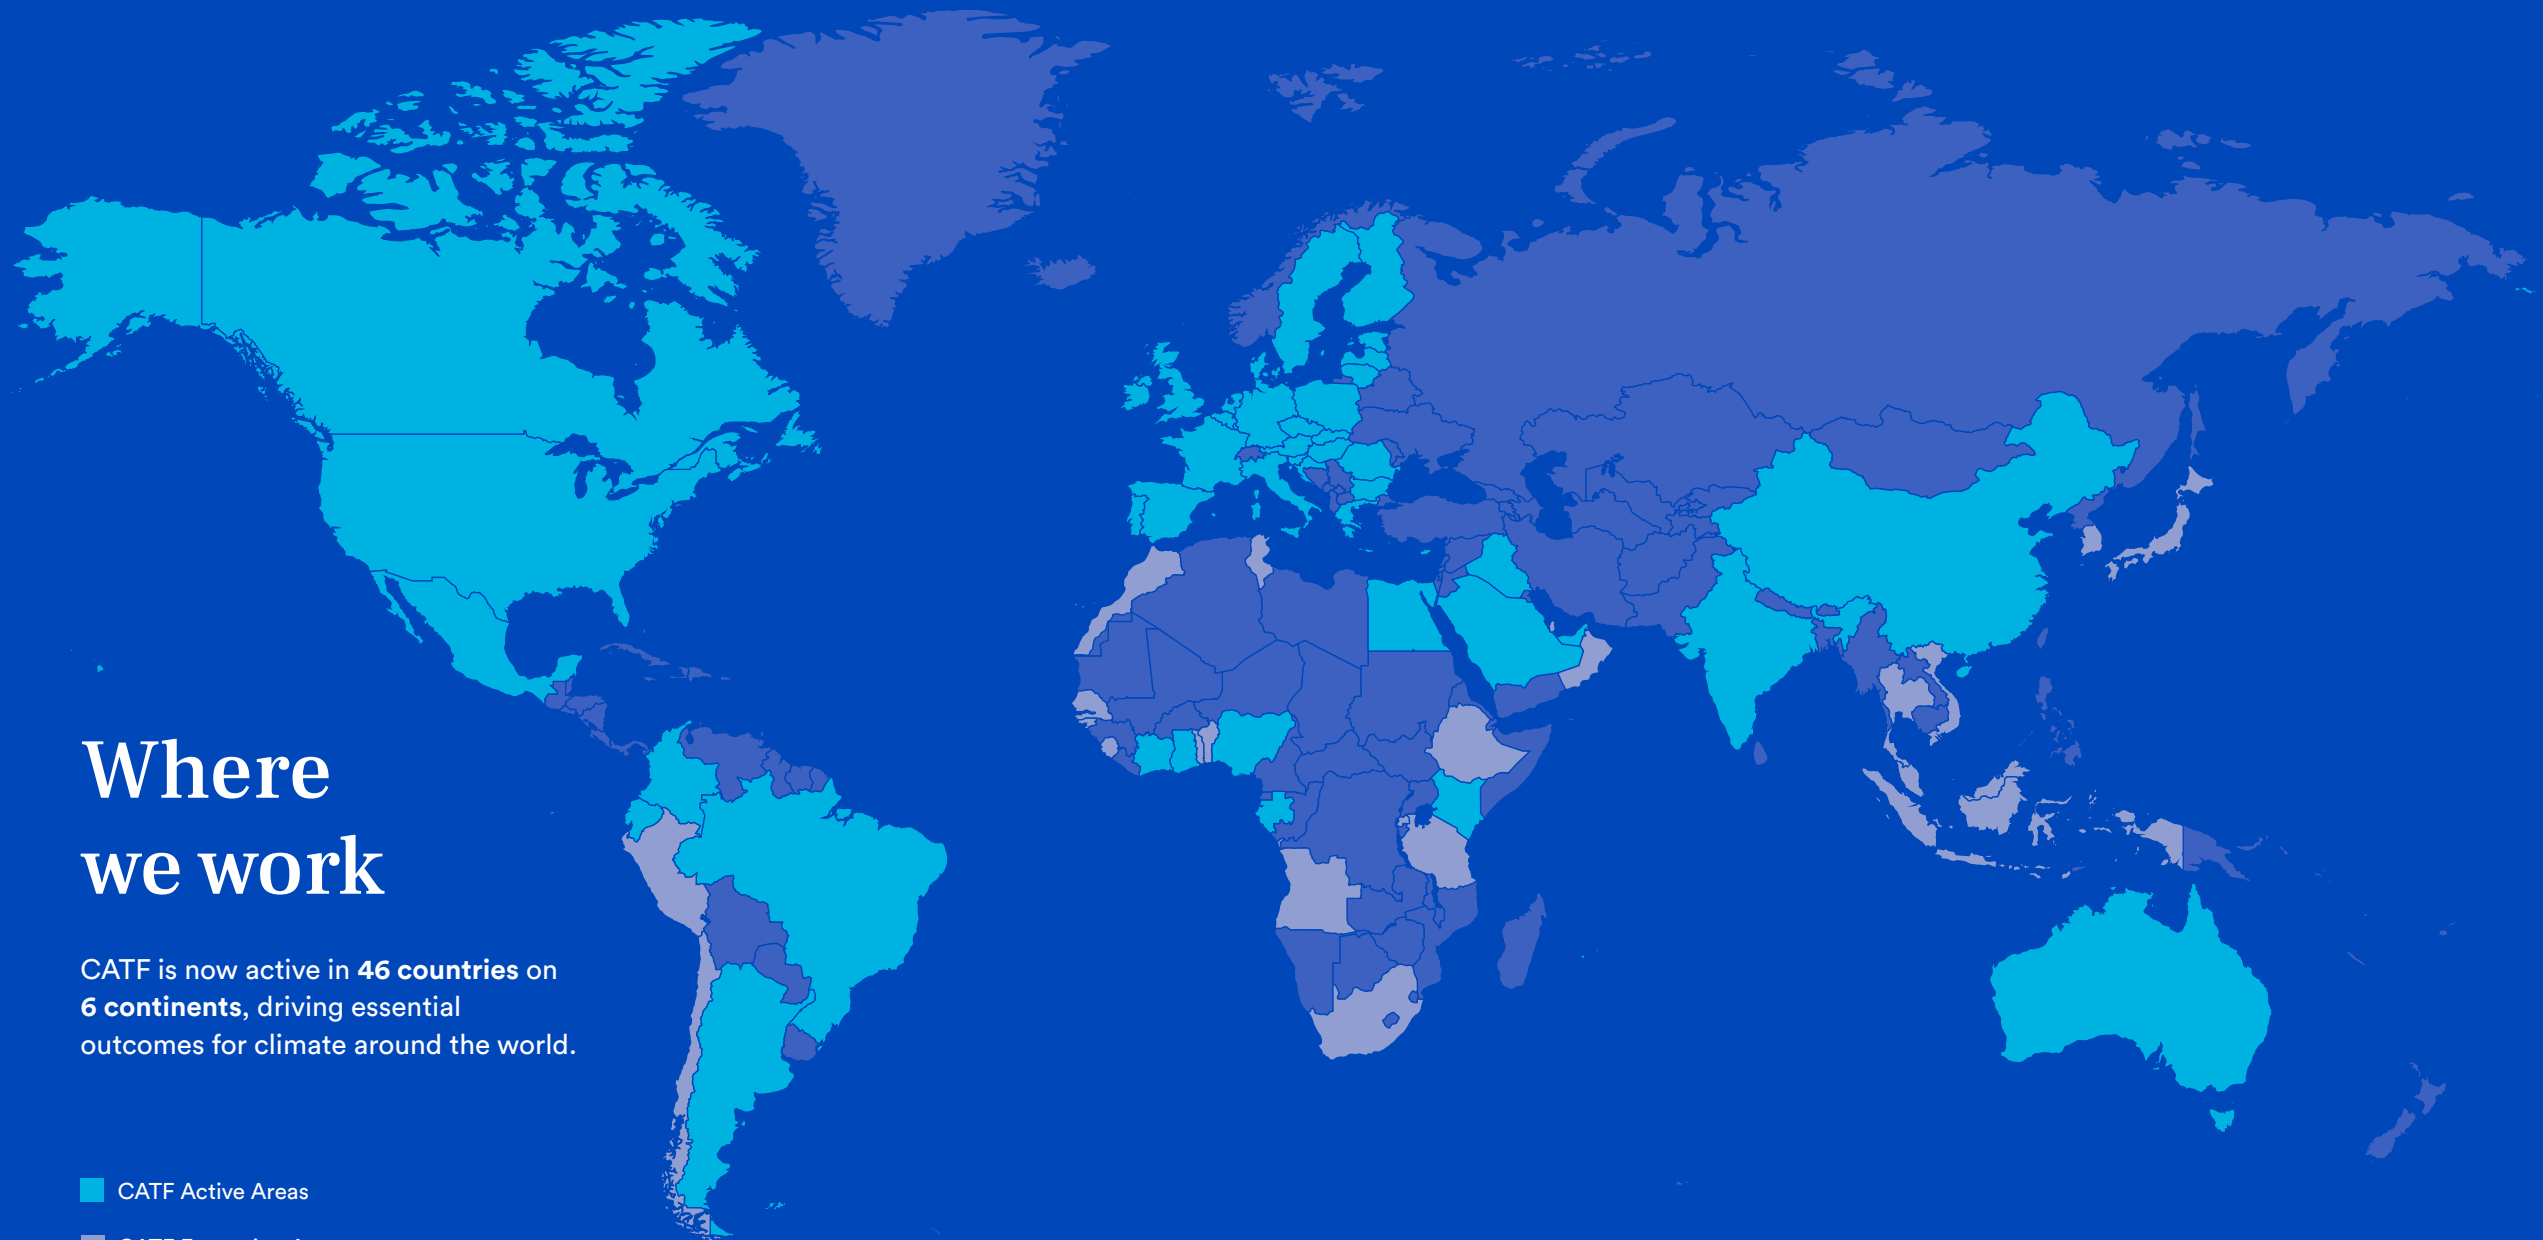 Where
we work
CATF is now active in 46 countries on
6 continents, driving essential
outcomes for climate around the world.
CATF Active Areas